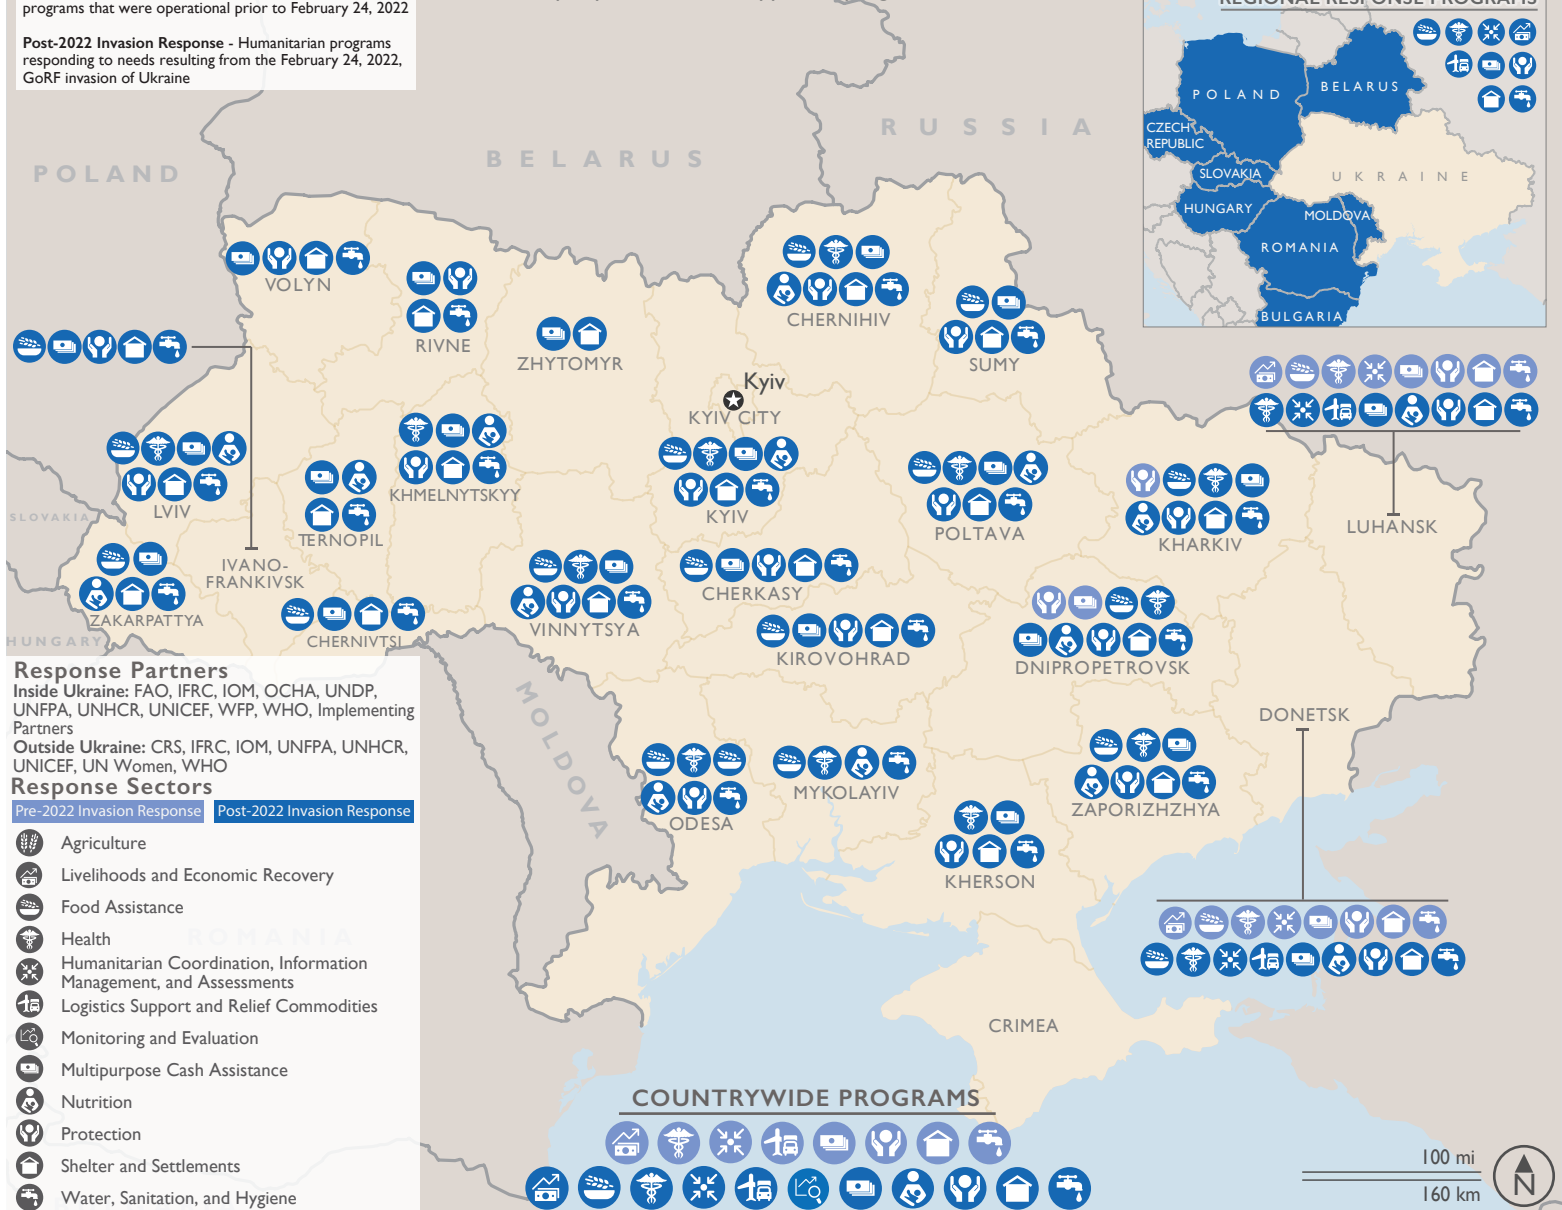 programs that were operational prior to February 24, 2022
Post-2022 Invasion Response - Humanitarian programs
responding to needs resulting from the February 24, 2022,
GoRF invasion of Ukraine
REGIONAL RESPONSE PROGRAMS
POLAND
BELARUS
CZECH
REPUBLIC
SLOVAKIA
UKRAINE
HUNGARY
MOLDOVA
ROMANIA
BULGARIA
RUSSIA
BELARUS
POLAND
VOLYN
RIVNE
ZHYTOMYR
CHERNIHIV
SUMY
Kyiv
KYIV CITY
KYIV
LVIV
TERNOPIL
KHMELNYTSKYY
POLTAVA
KHARKIV
LUHANSK
SLOVAKIA
IVANO-
FRANKIVSK
ZAKARPATTYA
CHERNIVTSI
VINNYTSYA
CHERKASY
KIROVOHRAD
DNIPROPETROVSK
HUNGARY
DONETSK
MOLDOVA
ODESA
MYKOLAYIV
ZAPORIZHZHYA
KHERSON
CRIMEA
ROMANIA
Response Partners
Inside Ukraine: FAO, IFRC, IOM, OCHA, UNDP,
UNFPA, UNHCR, UNICEF, WFP, WHO, Implementing
Partners
Outside Ukraine: CRS, IFRC, IOM, UNFPA, UNHCR,
UNICEF, UN Women, WHO
Response Sectors
Pre-2022 Invasion Response
Post-2022 Invasion Response
Agriculture
Livelihoods and Economic Recovery
Food Assistance
Health
Humanitarian Coordination, Information
Management, and Assessments
Logistics Support and Relief Commodities
Monitoring and Evaluation
Multipurpose Cash Assistance
Nutrition
Protection
Shelter and Settlements
Water, Sanitation, and Hygiene
COUNTRYWIDE PROGRAMS
100 mi
160 km
N